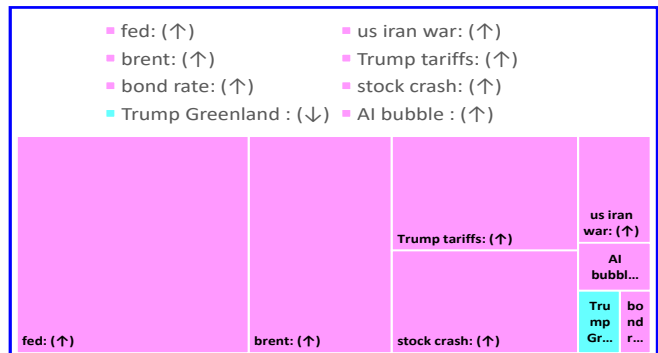 fed: (↑) us iran war: (↑)
brent: (↑) Trump tariffs: (↑)
bond rate: (↑) stock crash: (↑)
Trump Greenland : (↓) AI bubble : (↑)
fed: (↑)
brent: (↑)
Trump tariffs: (↑)
stock crash: (↑)
us iran
war: (↑)
AI
bubbl...
Tru
mp
Gr...
bo
nd
r...